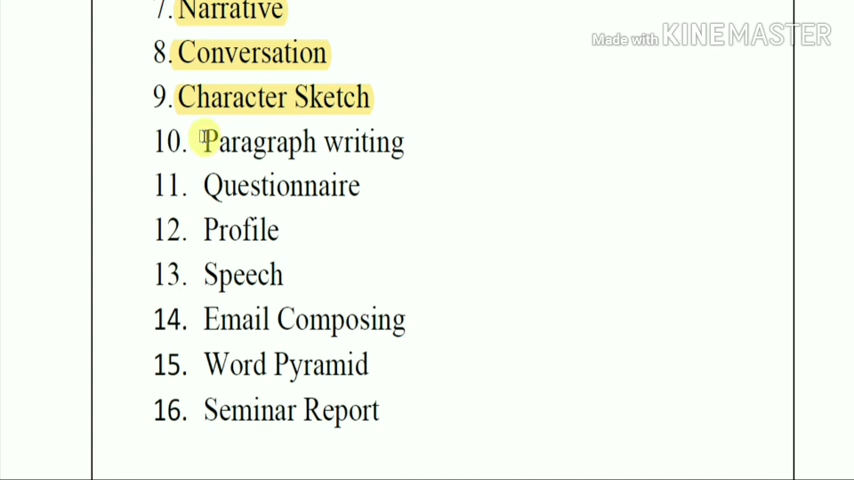 7. Narrative
Made with KINEMASTER
8. Conversation
9. Character Sketch
10. Paragraph writing
11. Questionnaire
12. Profile
13. Speech
14. Email Composing
15. Word Pyramid
16. Seminar Report